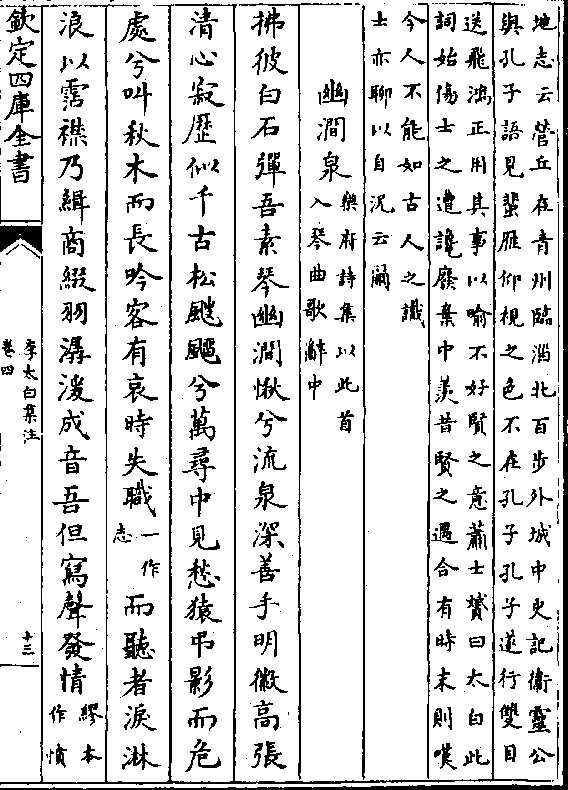 地志云營丘在青州臨淄北百步外城中史記衛靈公
與孔子語見蜚雁仰視之色不在孔子孔子遂行雙目
送飛鴻正用其事以喻不好賢之意蕭士贇曰太白此
詞始傷士之遭讒廢棄中羨昔賢之遇合有時末則嘆
今人不能如古人之識
士亦聊以自況云爾
幽澗泉
樂府詩集以此首
入琴曲歌辭中
拂彼白石彈吾素琴幽澗愀兮流泉深善手明徽高張
清心寂歷似千古松颼飀兮萬尋中見愁猿弔影而危
處兮叫秋木而長吟客有哀時失職一作志而聽者淚淋
浪以霑襟乃緝商綴羽潺湲成音吾但寫聲發情繆本作憤
欽定四庫全書
李太白集注
卷四
十三